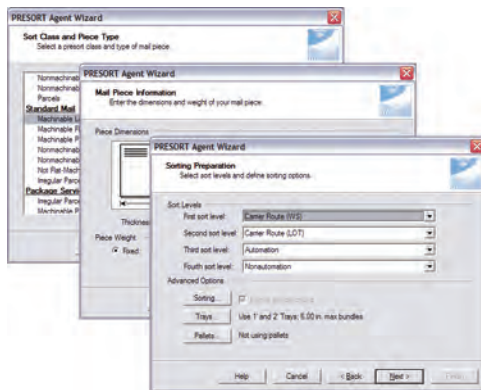 PRESORT Agent Wizard
Sort Class and Piece Type
Select a presort class and type of mail piece.
Nonmachinab
Nonmachinab
Parcels
Standard Mail
Machinable L
Machinable Fl
Machinable P
Nonmachinab
Nonmachinab
Not Flat-Mach
Irregular Parce
Package Servi
Irregular Parce
Machinable P
PRESORT Agent Wizard
Mail Piece Information
Enter the dimensions and weight of your mail piece.
Piece Dimensions
Thickness
Piece Weight
Fixed
PRESORT Agent Wizard
Sorting Preparation
Select sort levels and define sorting options.
Sort Levels
First sort level: Carrier Route (WS)
Second sort level: Carrier Route (LOT)
Third sort level: Automation
Fourth sort level: Nonautomation
Advanced Options
Sorting...
Trays... Use 1' and 2' Trays; 6.00 in. max bundles
Pallets... Not using pallets
Help Cancel < Back Next >